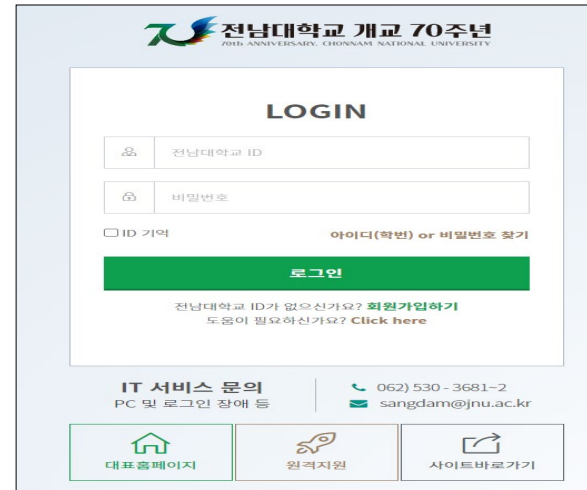 70 전남대학교 개교 70주년
70th ANNIVERSARY. CHONNAM NATIONAL UNIVERSITY
LOGIN
전남대학교 ID
비밀번호
ID 기억 아이디(학번) or 비밀번호 찾기
로그인
전남대학교 ID가 없으신가요? 회원가입하기
도움이 필요하신가요? Click here
IT 서비스 문의 062) 530 - 3681~2
PC 및 로그인 장애 등 sangdam@jnu.ac.kr
대표홈페이지 원격지원 사이트바로가기